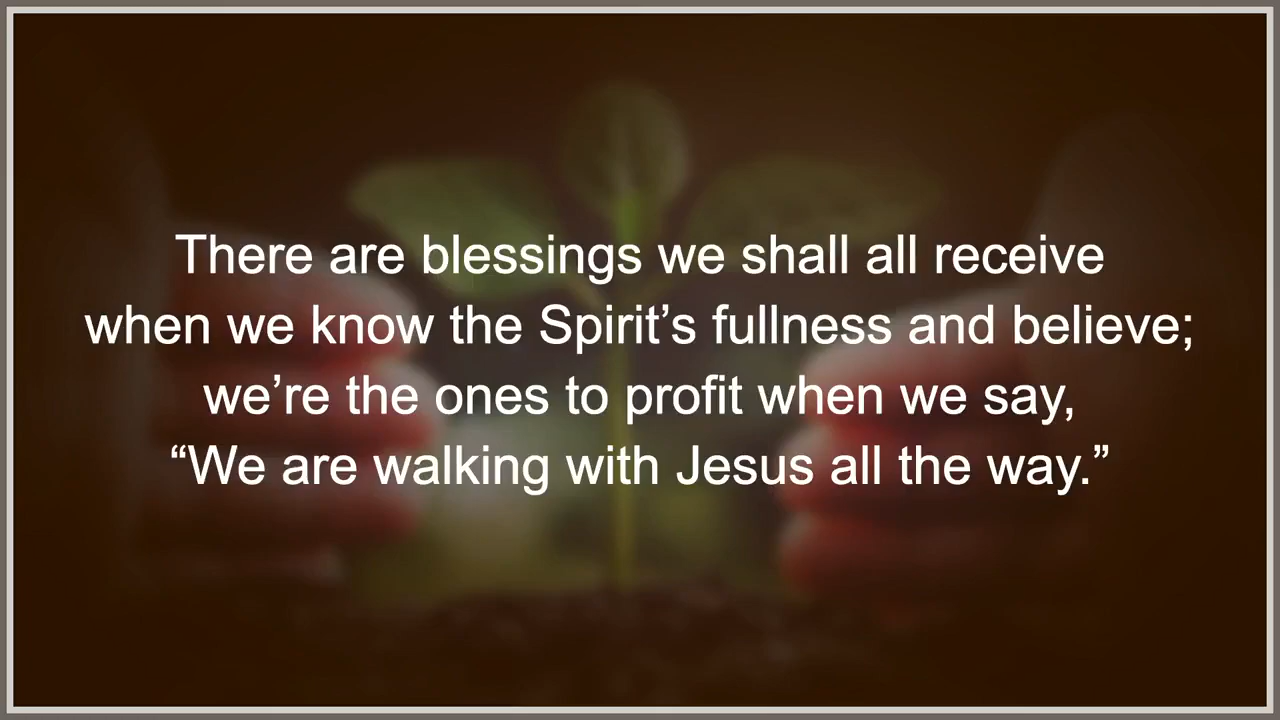 There are blessings we shall all receive
when we know the Spirit’s fullness and believe;
we’re the ones to profit when we say,
“We are walking with Jesus all the way.”